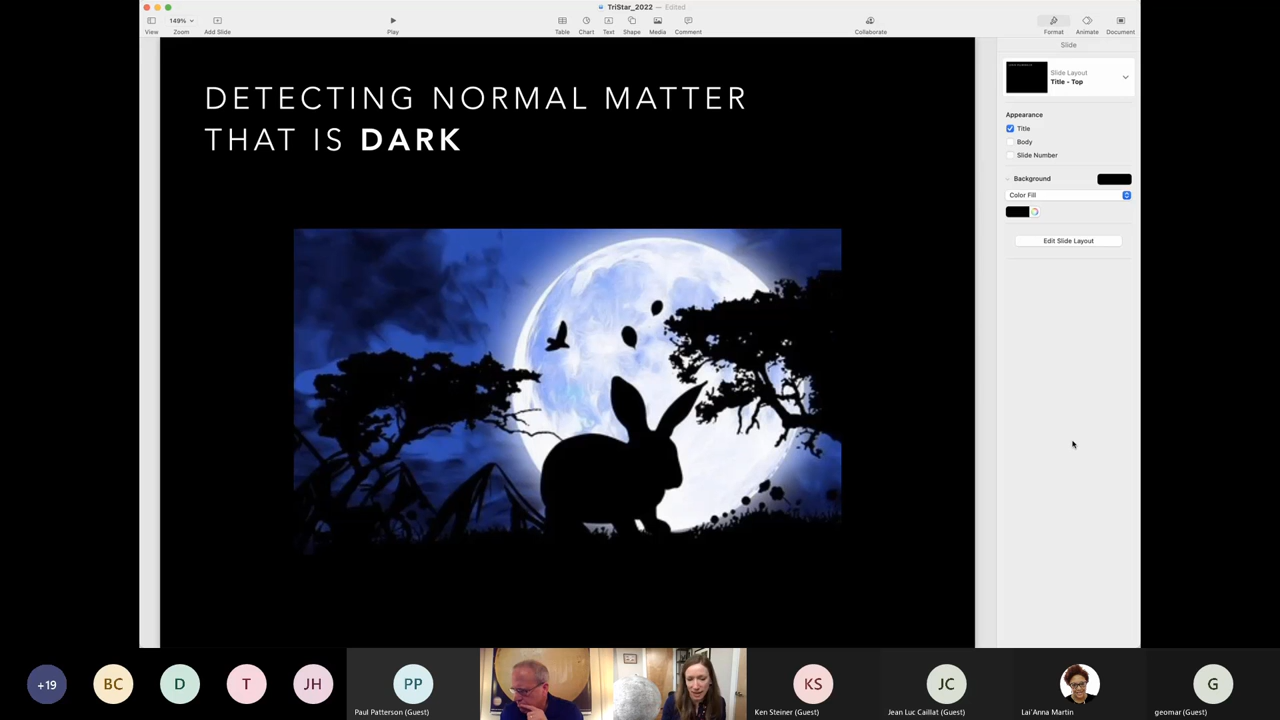 TriStar_2022 — Edited
View
149%
Zoom
Add Slide
Play
Table
Chart
Text
Shape
Media
Comment
Collaborate
Format
Animate
Document
DETECTING NORMAL MATTER
THAT IS DARK
Slide
Slide Layout
Title - Top
Appearance
Title
Body
Slide Number
Background
Color Fill
Edit Slide Layout
+19
BC
D
T
JH
PP
Paul Patterson (Guest)
KS
Ken Steiner (Guest)
JC
Jean Luc Caillat (Guest)
Lai'Anna Martin
G
geomar (Guest)